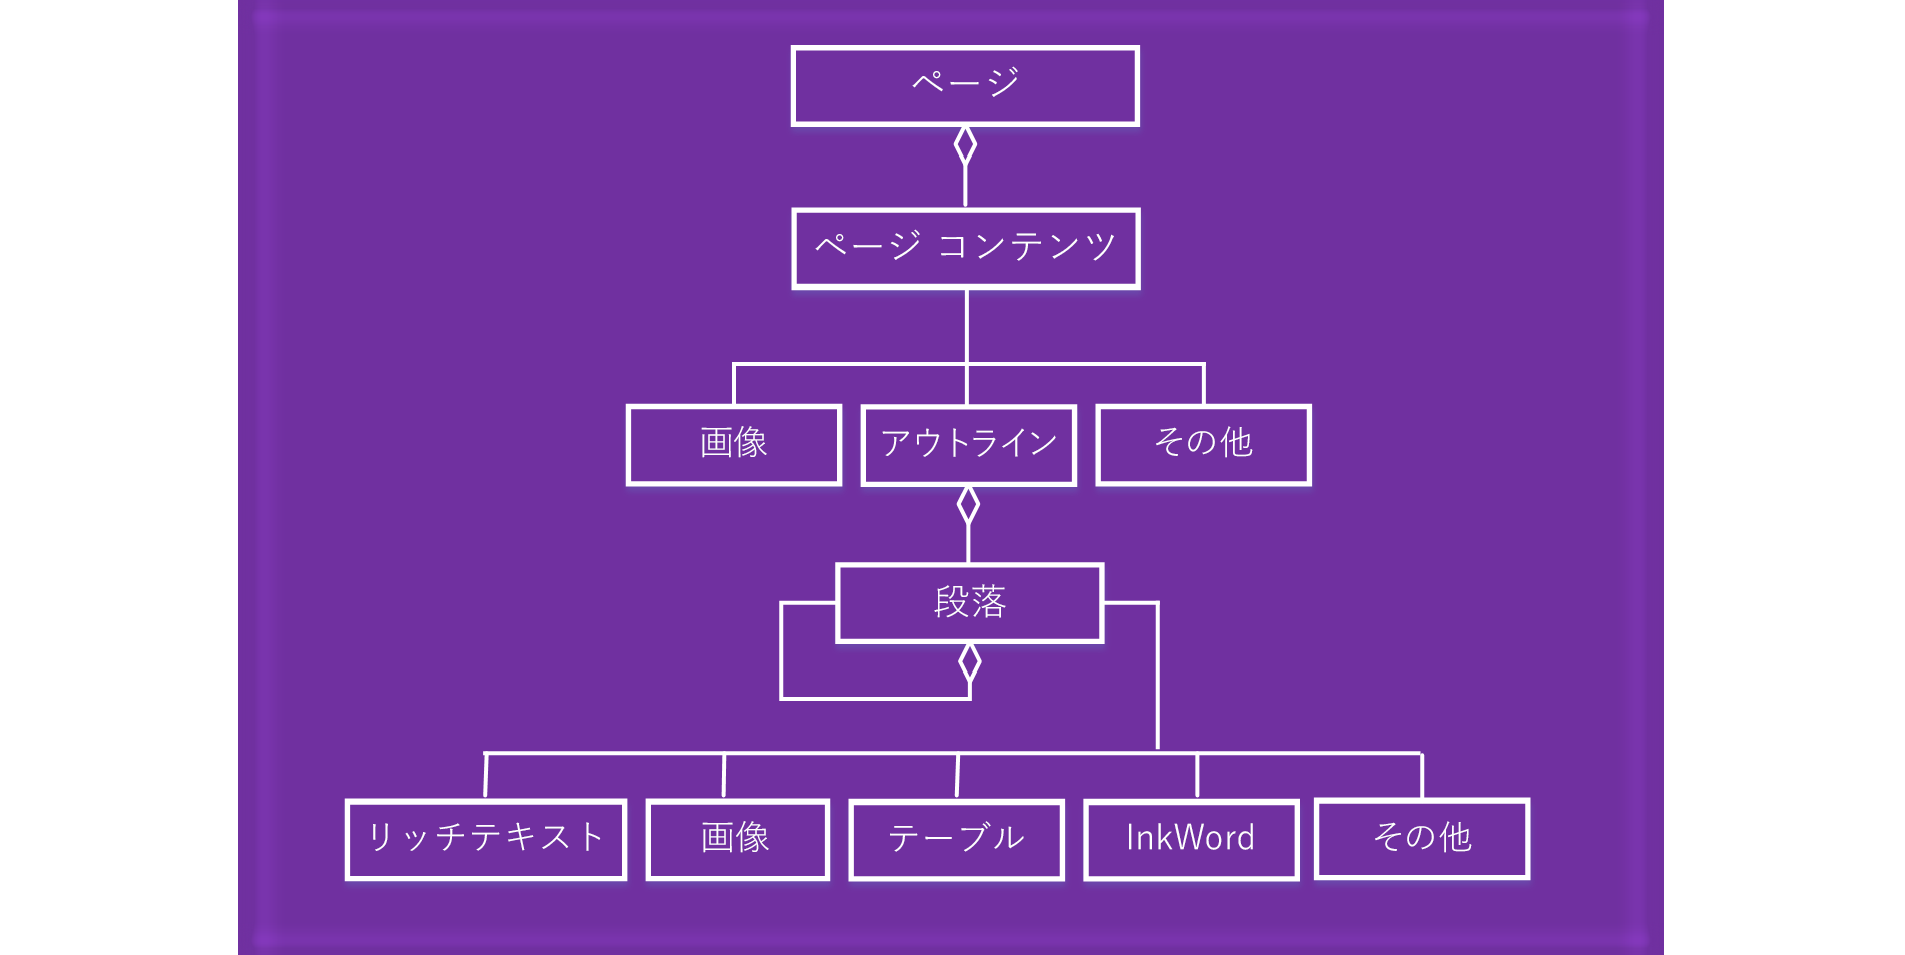 ページ
ページ コンテンツ
画像
アウトライン
その他
段落
リッチテキスト
画像
テーブル
InkWord
その他